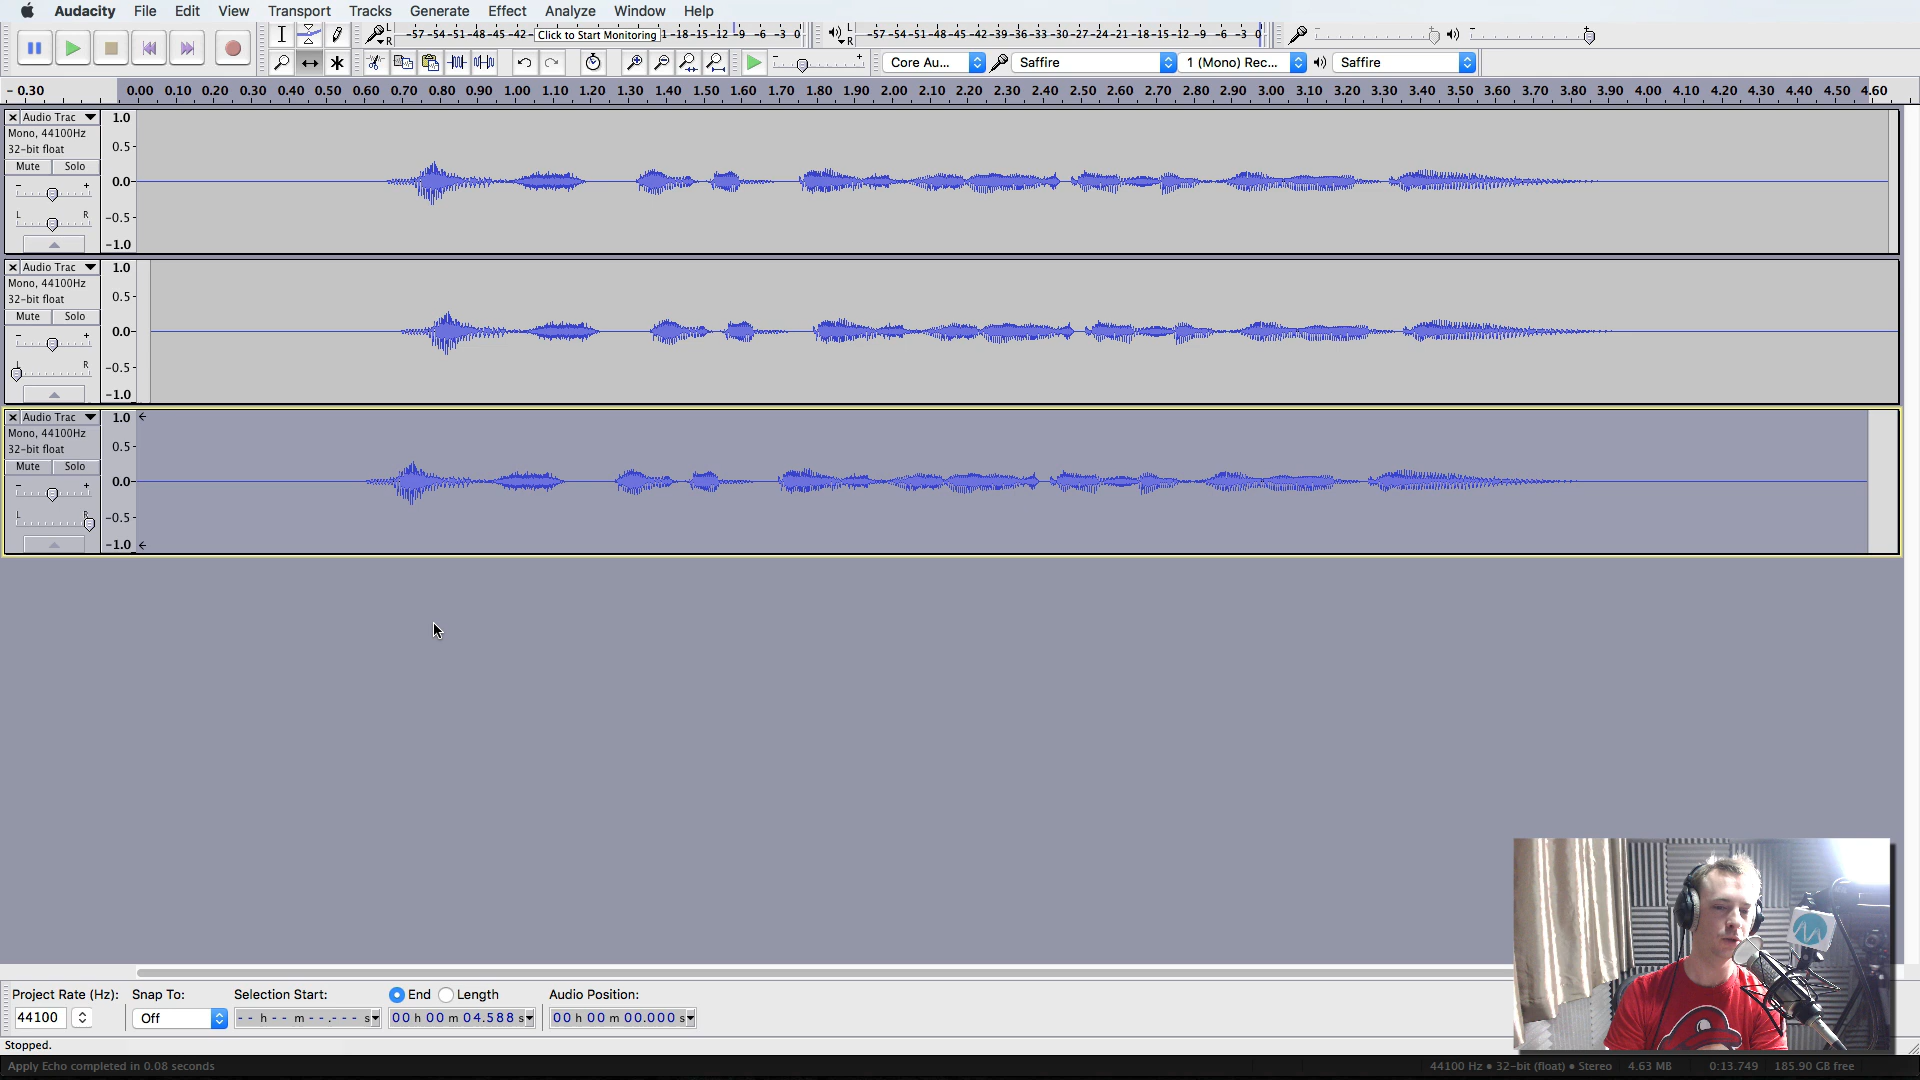 Audacity File Edit View Transport Tracks Generate Effect Analyze Window Help
L R -57 -54 -51 -48 -45 -42 - Click to Start Monitoring 1 -18 -15 -12 -9 -6 -3 0 L R -57 -54 -51 -48 -45 -42 -39 -36 -33 -30 -27 -24 -21 -18 -15 -12 -9 -6 -3 0 - + - +
- + Core Au... Saffire 1 (Mono) Rec... Saffire
- 0.30 0.00 0.10 0.20 0.30 0.40 0.50 0.60 0.70 0.80 0.90 1.00 1.10 1.20 1.30 1.40 1.50 1.60 1.70 1.80 1.90 2.00 2.10 2.20 2.30 2.40 2.50 2.60 2.70 2.80 2.90 3.00 3.10 3.20 3.30 3.40 3.50 3.60 3.70 3.80 3.90 4.00 4.10 4.20 4.30 4.40 4.50 4.60
Audio Trac 1.0
Mono, 44100Hz
32-bit float 0.5
Mute Solo
- + 0.0
L R -0.5
-1.0
Audio Trac 1.0
Mono, 44100Hz
32-bit float 0.5
Mute Solo
- + 0.0
L R -0.5
-1.0
Audio Trac 1.0
Mono, 44100Hz
32-bit float 0.5
Mute Solo
- + 0.0
L R -0.5
-1.0
Project Rate (Hz): Snap To: Selection Start: End Length Audio Position:
44100 Off -- h -- m --.--- s 00 h 00 m 04.588 s 00 h 00 m 00.000 s
Stopped.
Apply Echo completed in 0.08 seconds 44100 Hz • 32-bit (float) • Stereo 4.63 MB 0:13.749 185.90 GB free